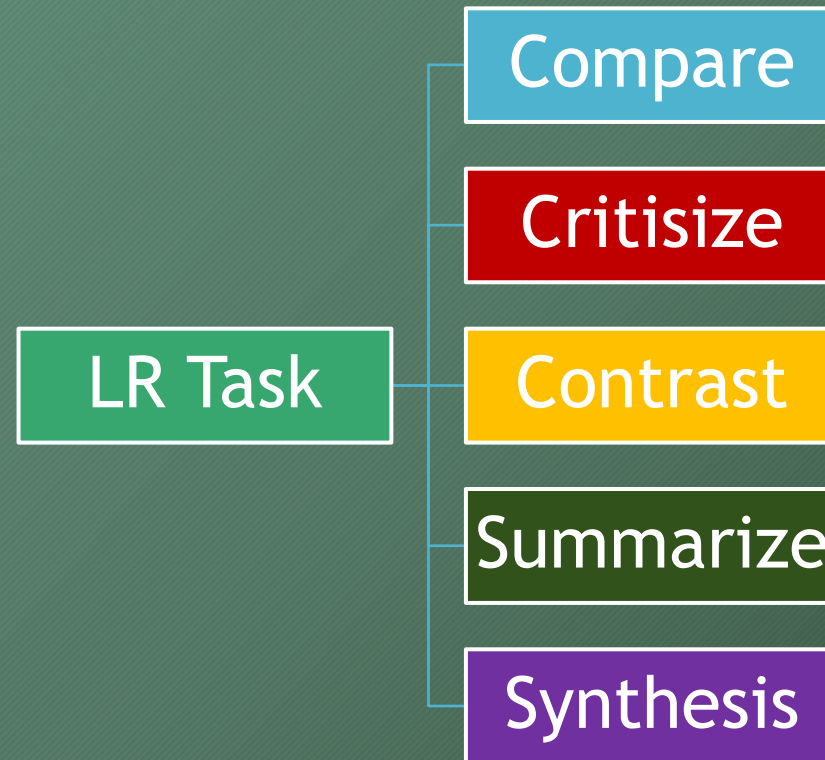 Compare
Critisize
LR Task
Contrast
Summarize
Synthesis